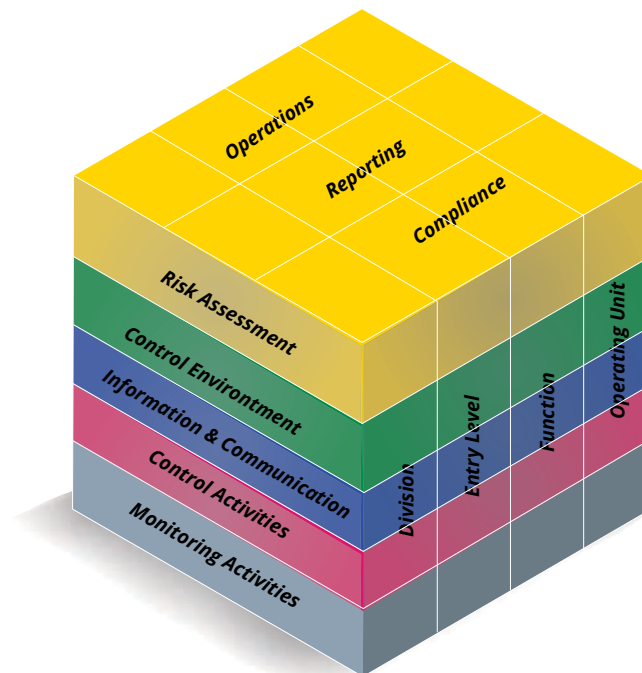 Operations
Reporting
Compliance
Risk Assessment
Control Environtment
Information & Communication
Control Activities
Monitoring Activities
Division
Entry Level
Function
Operating Unit